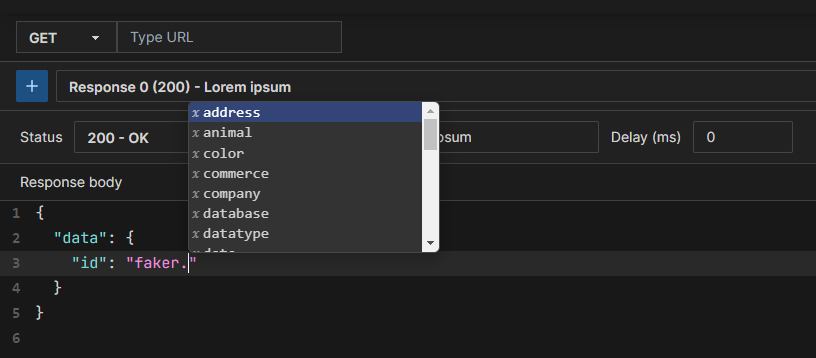 GET Type URL
+ Response 0 (200) - Lorem ipsum
Status 200 - OK psum Delay (ms) 0
Response body
x address
x animal
x color
x commerce
x company
x database
x datatype
1 {
2 "data": {
3 "id": "faker."
4 }
5 }
6